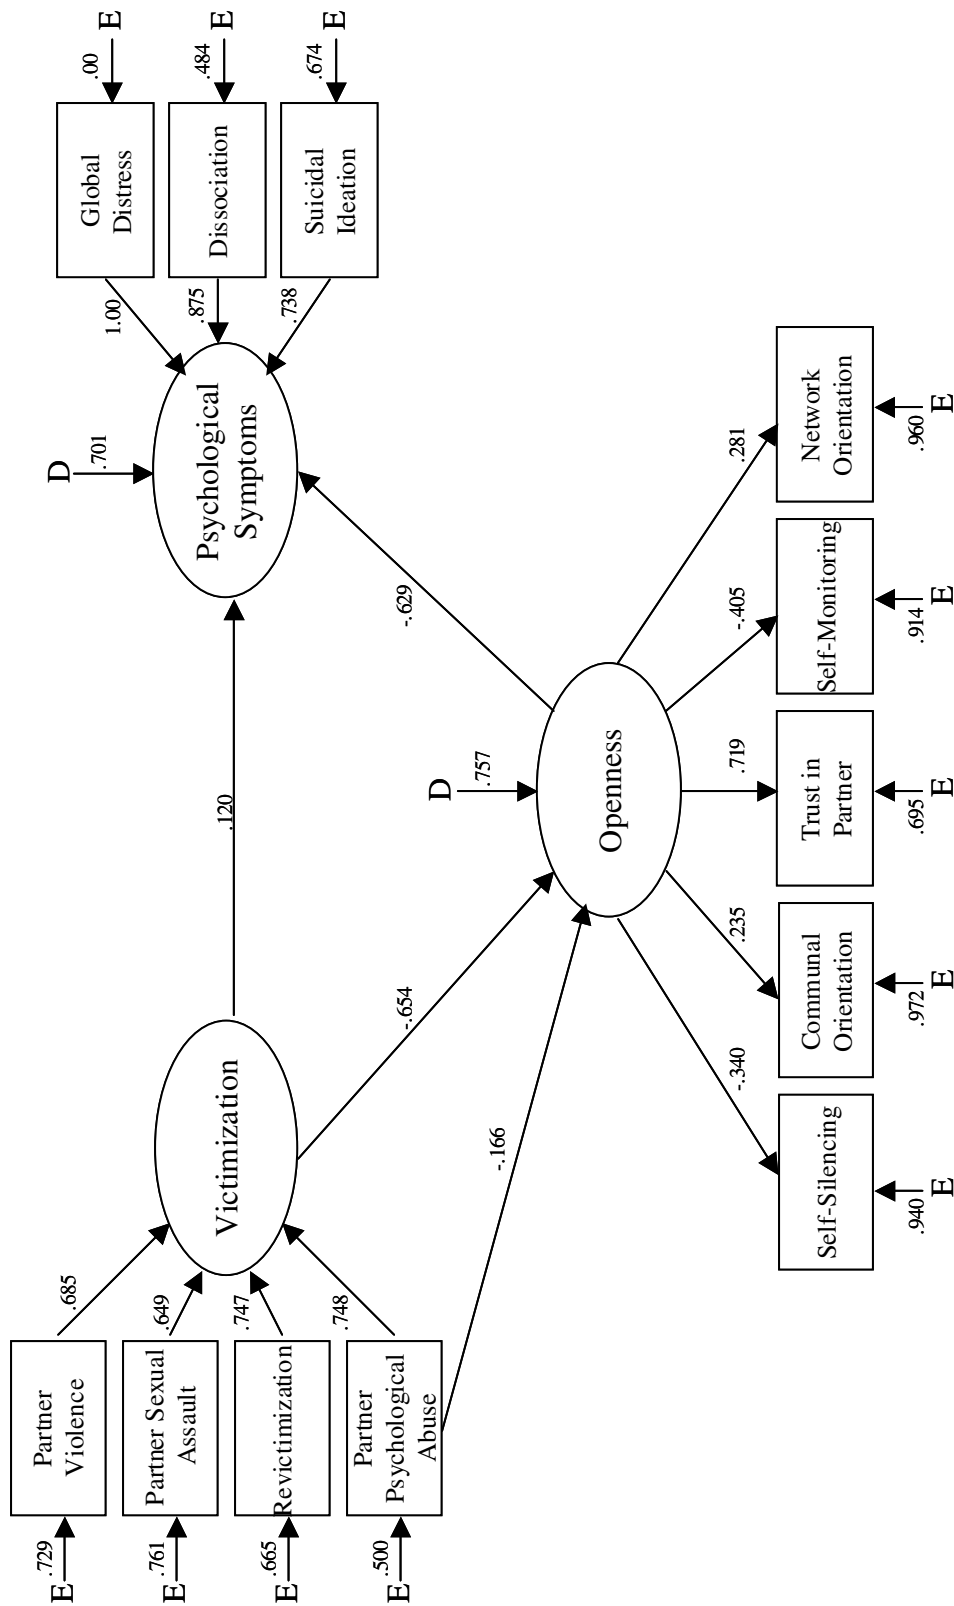 E
.729
Partner
Violence
.685
E
.761
Partner Sexual
Assault
.649
E
.665
Revictimization
.747
E
.500
Partner
Psychological
Abuse
.748
Victimization
.120
-.654
-.166
D
.701
Psychological
Symptoms
1.00
Global
Distress
.00
E
.875
Dissociation
.484
E
.738
Suicidal
Ideation
.674
E
-.629
D
.757
Openness
-.340
.235
.719
-.405
.281
Self-Silencing
Communal
Orientation
Trust in
Partner
Self-Monitoring
Network
Orientation
.940
E
.972
E
.695
E
.914
E
.960
E